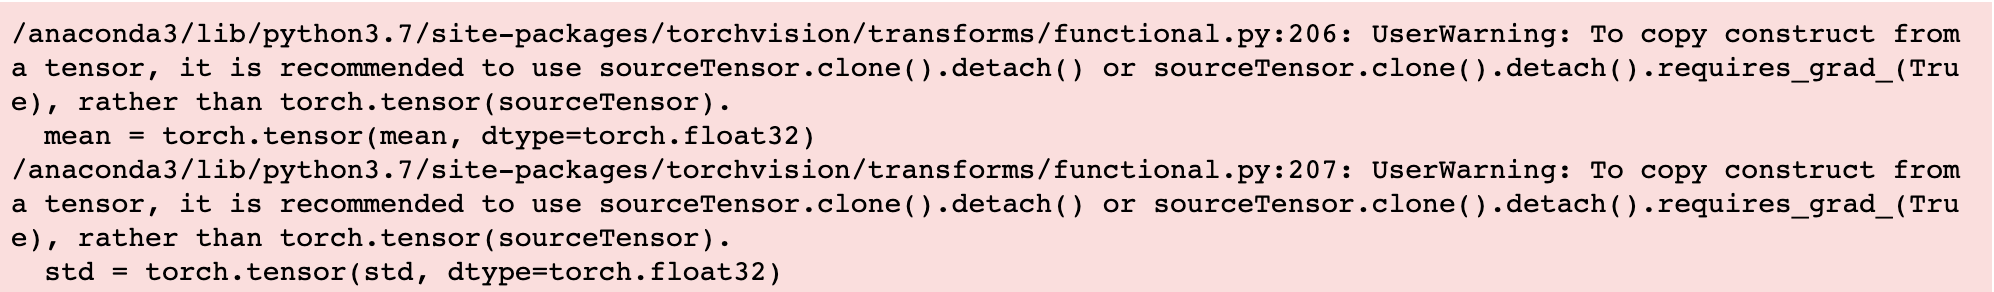 /anaconda3/lib/python3.7/site-packages/torchvision/transforms/functional.py:206: UserWarning: To copy construct from
a tensor, it is recommended to use sourceTensor.clone().detach() or sourceTensor.clone().detach().requires_grad_(Tru
e), rather than torch.tensor(sourceTensor).
  mean = torch.tensor(mean, dtype=torch.float32)
/anaconda3/lib/python3.7/site-packages/torchvision/transforms/functional.py:207: UserWarning: To copy construct from
a tensor, it is recommended to use sourceTensor.clone().detach() or sourceTensor.clone().detach().requires_grad_(Tru
e), rather than torch.tensor(sourceTensor).
  std = torch.tensor(std, dtype=torch.float32)